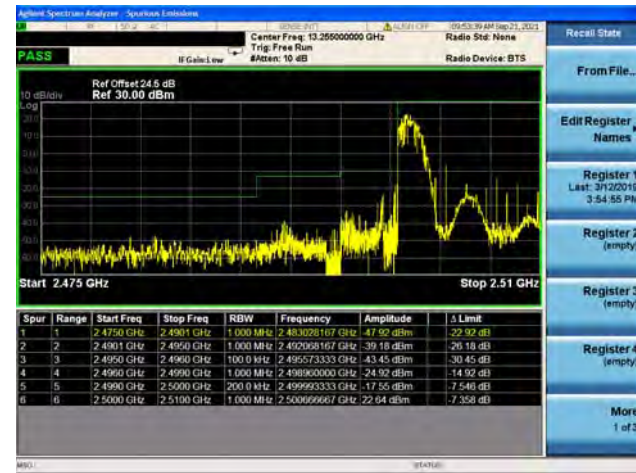 Agilent Spectrum Analyzer - Spurious Emissions
RF 50 Ω AC SENSE:INT ALIGN OFF 09:53:39 AM Sep 21, 2021
Center Freq: 13.255000000 GHz Radio Std: None
Trig: Free Run
PASS IFGain:Low #Atten: 10 dB Radio Device: BTS
Ref Offset 24.5 dB
10 dB/div Ref 30.00 dBm
Log
Start 2.475 GHz Stop 2.51 GHz
Spur Range Start Freq Stop Freq RBW Frequency Amplitude Δ Limit
1 1 2.4750 GHz 2.4901 GHz 1.000 MHz 2.483028167 GHz -47.92 dBm -22.92 dB
2 2 2.4901 GHz 2.4950 GHz 1.000 MHz 2.492068167 GHz -39.18 dBm -26.18 dB
3 3 2.4950 GHz 2.4960 GHz 100.0 kHz 2.495573333 GHz -43.45 dBm -30.45 dB
4 4 2.4960 GHz 2.4990 GHz 1.000 MHz 2.498960000 GHz -24.92 dBm -14.92 dB
5 5 2.4990 GHz 2.5000 GHz 200.0 kHz 2.499993333 GHz -17.55 dBm -7.546 dB
6 6 2.5000 GHz 2.5100 GHz 1.000 MHz 2.500666667 GHz 22.64 dBm -7.358 dB
MSG STATUS
Recall State
From File...
Edit Register
Names
Register 1
Last: 3/12/2019
3:54:55 PM
Register 2
(empty)
Register 3
(empty)
Register 4
(empty)
More
1 of 3